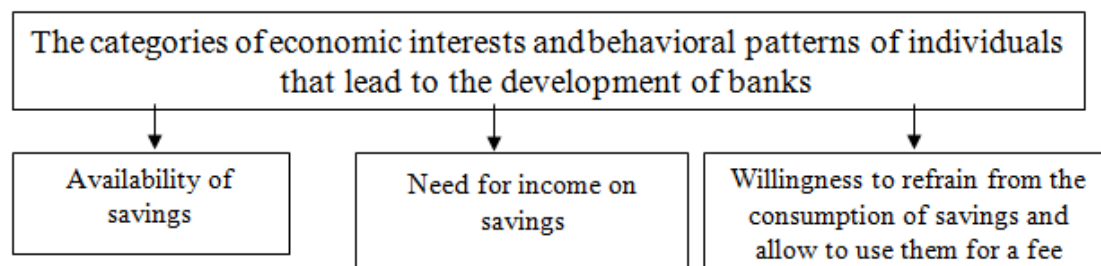 The categories of economic interests and behavioral patterns of individuals
that lead to the development of banks
Availability of
savings
Need for income on
savings
Willingness to refrain from the
consumption of savings and
allow to use them for a fee